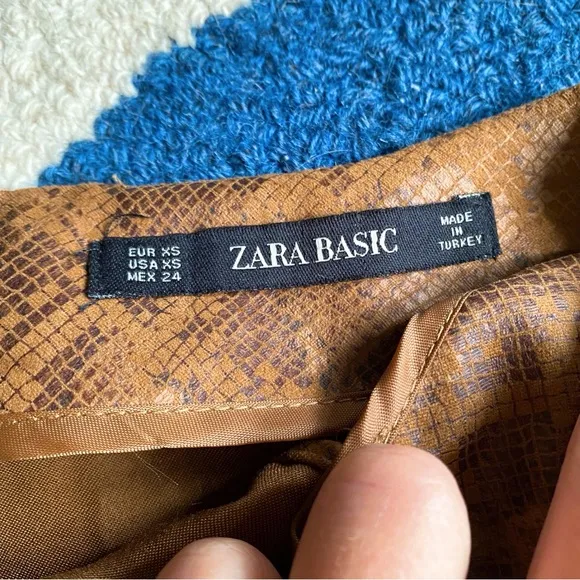 EUR XS
USA XS
MEX 24
ZARA BASIC
MADE
IN
TURKEY